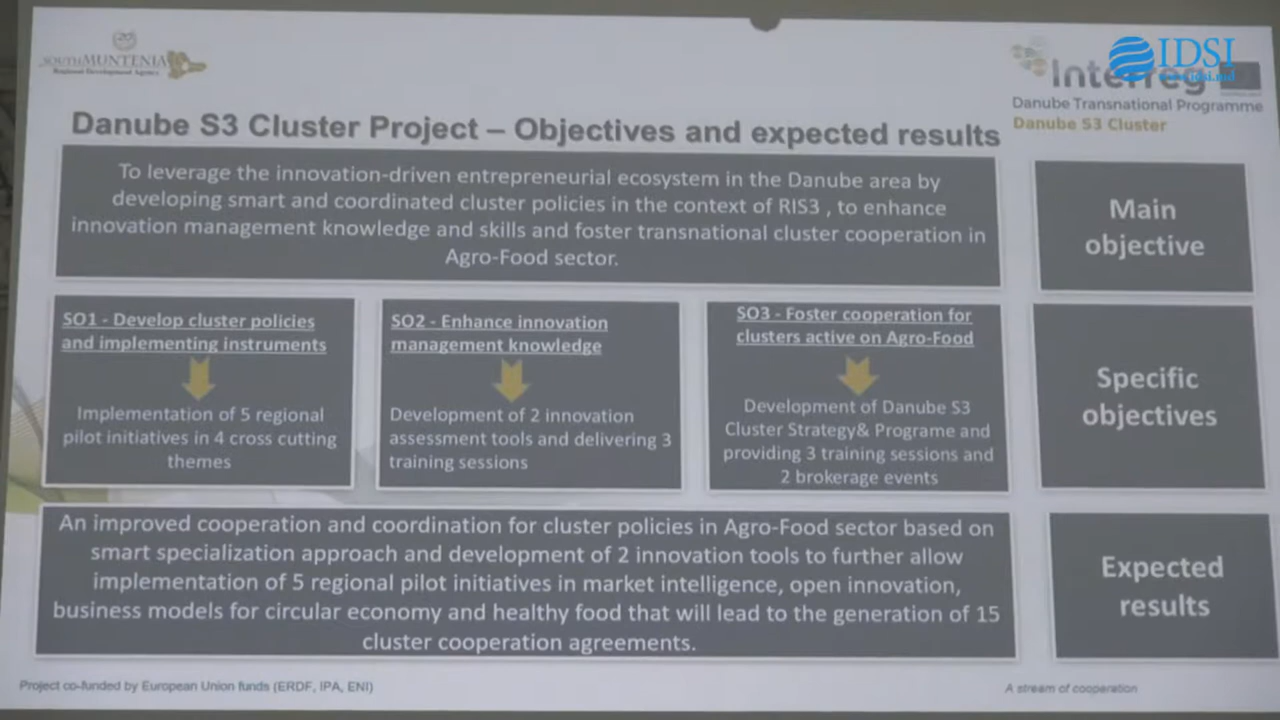 SOUTH MUNTENIA
Regional Development Agency
Interreg
IDSI
www.idsi.md
Danube Transnational Programme
Danube S3 Cluster
Danube S3 Cluster Project – Objectives and expected results
To leverage the innovation-driven entrepreneurial ecosystem in the Danube area by
developing smart and coordinated cluster policies in the context of RIS3 , to enhance
innovation management knowledge and skills and foster transnational cluster cooperation in
Agro-Food sector.
Main
objective
SO1 - Develop cluster policies
and implementing instruments
Implementation of 5 regional
pilot initiatives in 4 cross cutting
themes
SO2 - Enhance innovation
management knowledge
Development of 2 innovation
assessment tools and delivering 3
training sessions
SO3 - Foster cooperation for
clusters active on Agro-Food
Development of Danube S3
Cluster Strategy& Programe and
providing 3 training sessions and
2 brokerage events
Specific
objectives
An improved cooperation and coordination for cluster policies in Agro-Food sector based on
smart specialization approach and development of 2 innovation tools to further allow
implementation of 5 regional pilot initiatives in market intelligence, open innovation,
business models for circular economy and healthy food that will lead to the generation of 15
cluster cooperation agreements.
Expected
results
Project co-funded by European Union funds (ERDF, IPA, ENI)
A stream of cooperation